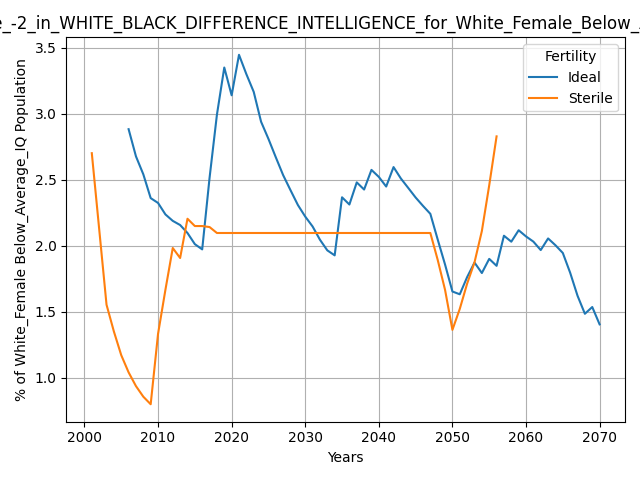 e_-2_in_WHITE_BLACK_DIFFERENCE_INTELLIGENCE_for_White_Female_Below_
% of White_Female Below_Average_IQ Population
3.5
3.0
2.5
2.0
1.5
1.0
Fertility
Ideal
Sterile
2000 2010 2020 2030 2040 2050 2060 2070
Years